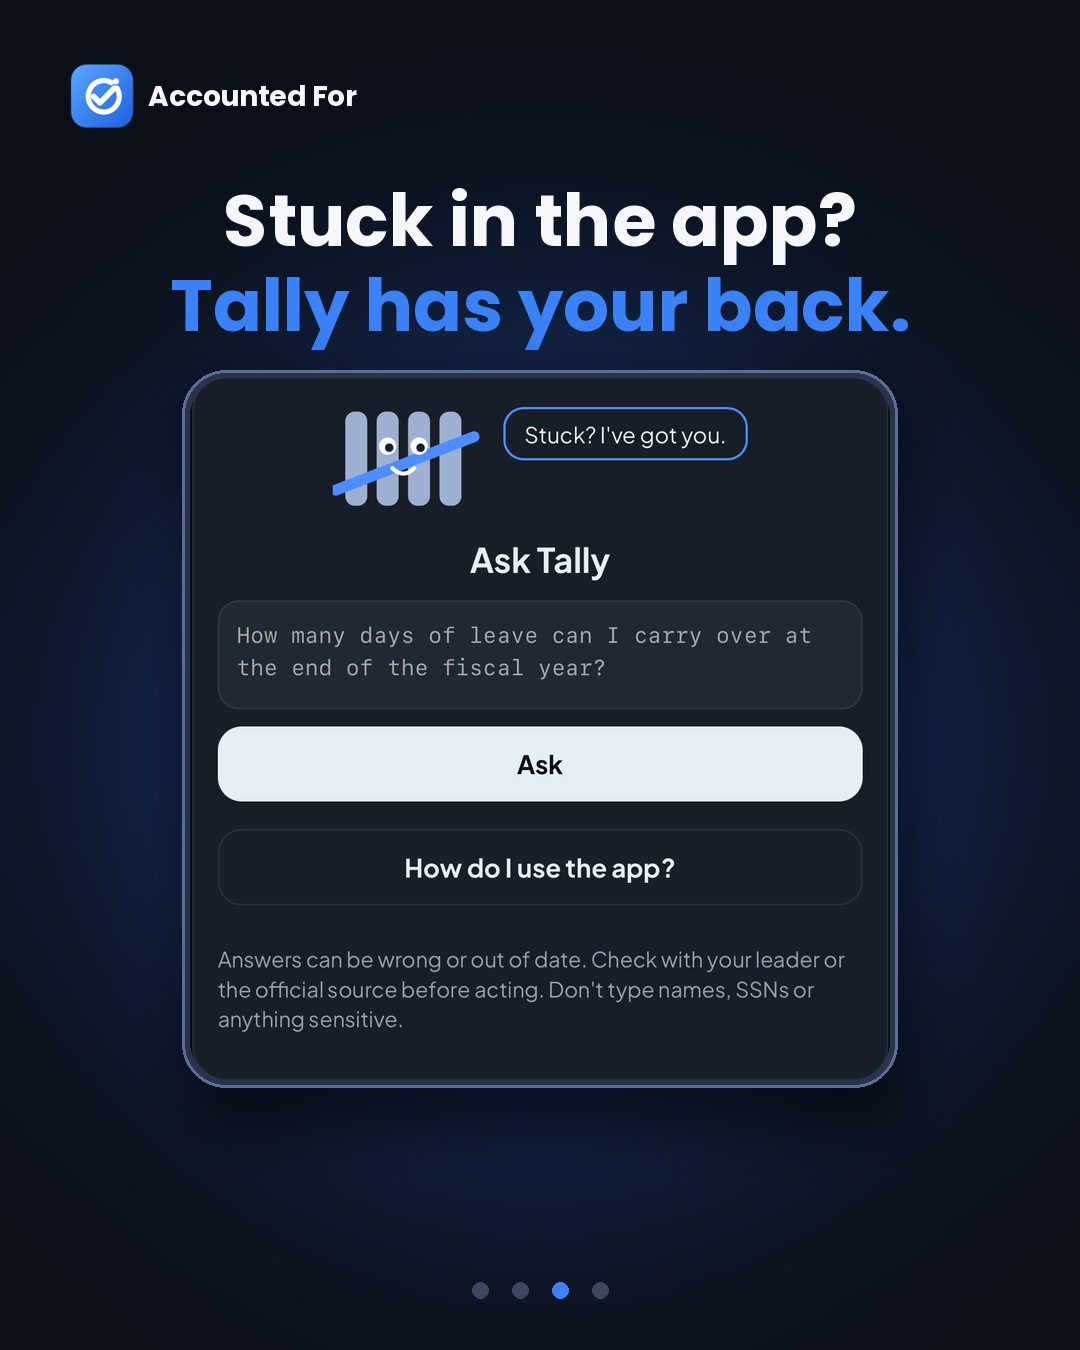 Accounted For
Stuck in the app?
Tally has your back.
Stuck? I've got you.
Ask Tally
How many days of leave can I carry over at
the end of the fiscal year?
Ask
How do I use the app?
Answers can be wrong or out of date. Check with your leader or
the official source before acting. Don't type names, SSNs or
anything sensitive.